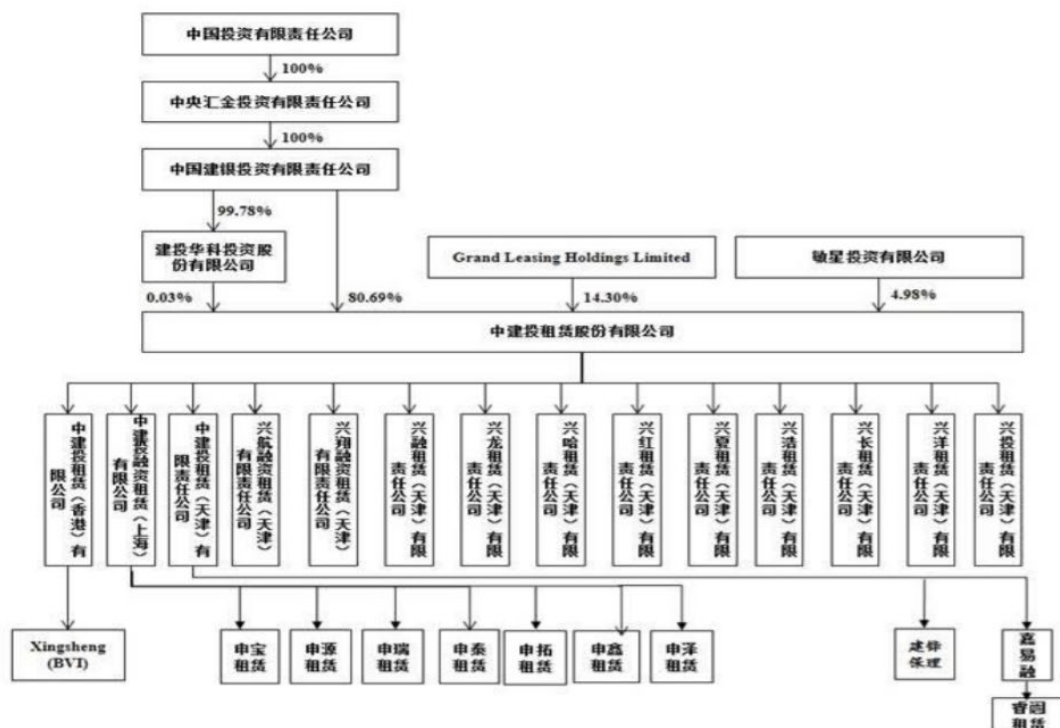 中国投资有限责任公司
100%
中央汇金投资有限责任公司
100%
中国建银投资有限责任公司
99.78%
建投华科投资股
份有限公司
Grand Leasing Holdings Limited
敏星投资有限公司
0.03%
80.69%
14.30%
4.98%
中建投租赁股份有限公司
中建投租赁（香港）有
限公司
中建投融资租赁（上海）
有限公司
中建投租赁（天津）有
限责任公司
兴航融资租赁（天津）
有限责任公司
兴翔融资租赁（天津）
有限责任公司
兴融租赁（天津）有限
责任公司
兴龙租赁（天津）有限
责任公司
兴哈租赁（天津）有限
责任公司
兴红租赁（天津）有限
责任公司
兴夏租赁（天津）有限
责任公司
兴浩租赁（天津）有限
责任公司
兴长租赁（天津）有限
责任公司
兴洋租赁（天津）有限
责任公司
兴投租赁（天津）有限
责任公司
Xingsheng
(BVI)
申宝
租赁
申源
租赁
申瑞
租赁
申泰
租赁
申拓
租赁
申鑫
租赁
申泽
租赁
保理
嘉易融
租赁